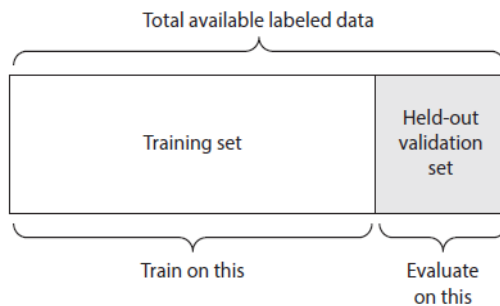 Total available labeled data
Training set
Held-out
validation
set
Train on this
Evaluate
on this